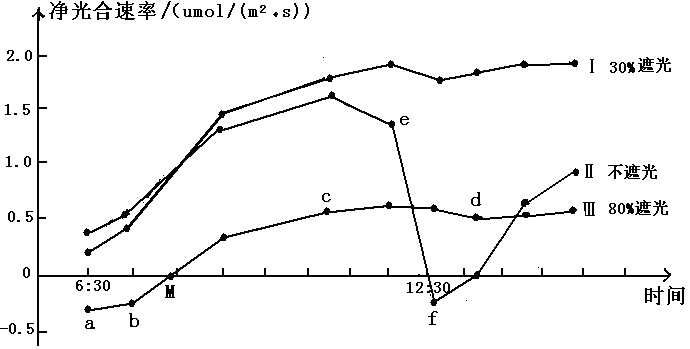 净光合速率/(umol/(m²·s))
2.0
1.5
1.0
0.5
0
-0.5
Ⅰ 30%遮光
e
Ⅱ 不遮光
c
d
Ⅲ 80%遮光
6:30
M
12:30
时间
a
b
f